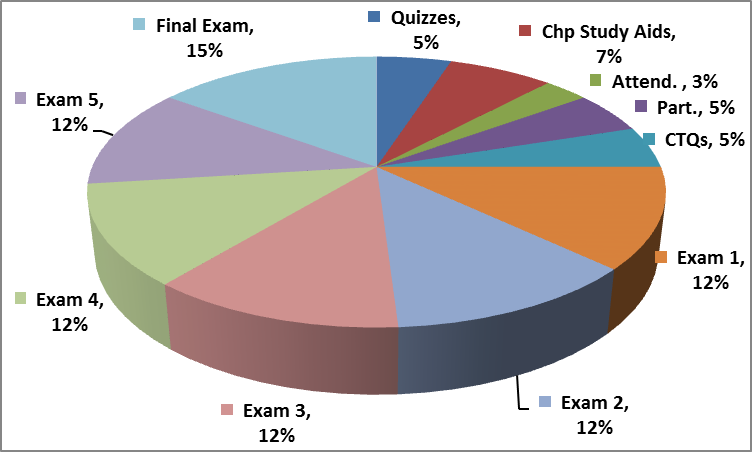 Quizzes,
5%
Chp Study Aids,
7%
Attend. , 3%
Part., 5%
CTQs, 5%
Exam 1,
12%
Exam 2,
12%
Exam 3,
12%
Exam 4,
12%
Exam 5,
12%
Final Exam,
15%